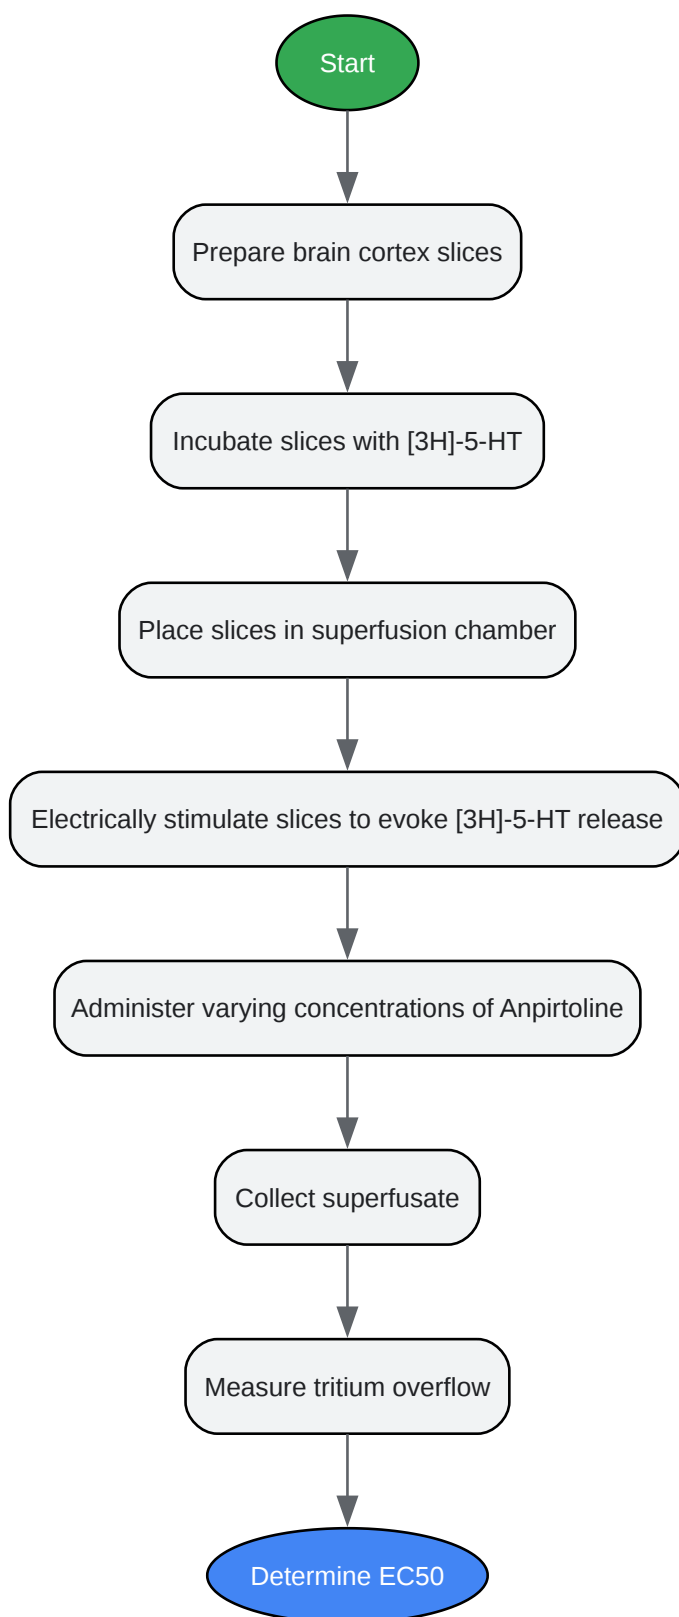 Start
Prepare brain cortex slices
Incubate slices with [3H]-5-HT
Place slices in superfusion chamber
Electrically stimulate slices to evoke [3H]-5-HT release
Administer varying concentrations of Anpirtoline
Collect superfusate
Measure tritium overflow
Determine EC50